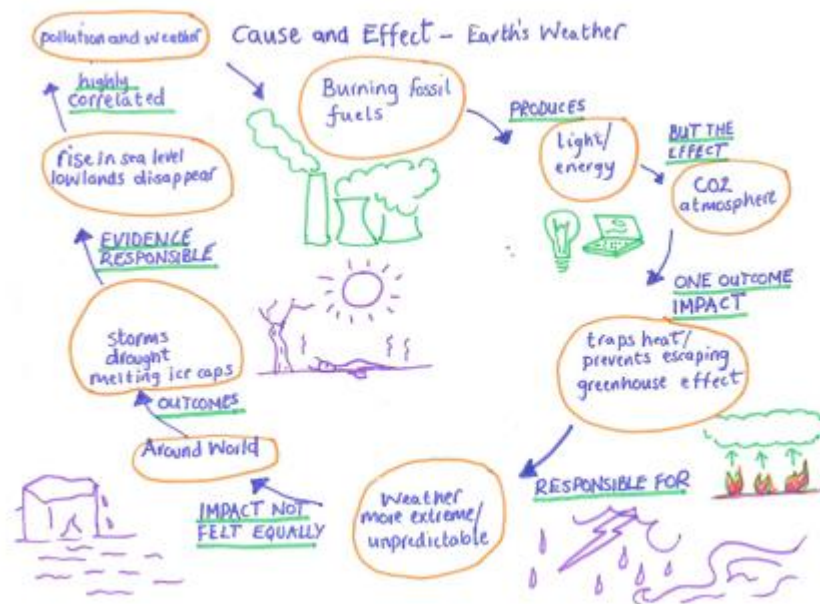 Cause and Effect - Earth's Weather
pollution and weather
Burning fossil
fuels
PRODUCES
light/
energy
BUT THE
EFFECT
CO2
atmosphere
ONE OUTCOME
IMPACT
traps heat/
prevents escaping
greenhouse effect
RESPONSIBLE FOR
Weather
more extreme/
unpredictable
IMPACT NOT
FELT EQUALLY
Around World
OUTCOMES
storms
drought
melting ice caps
EVIDENCE
RESPONSIBLE
rise in sea level
lowlands disappear
highly
correlated